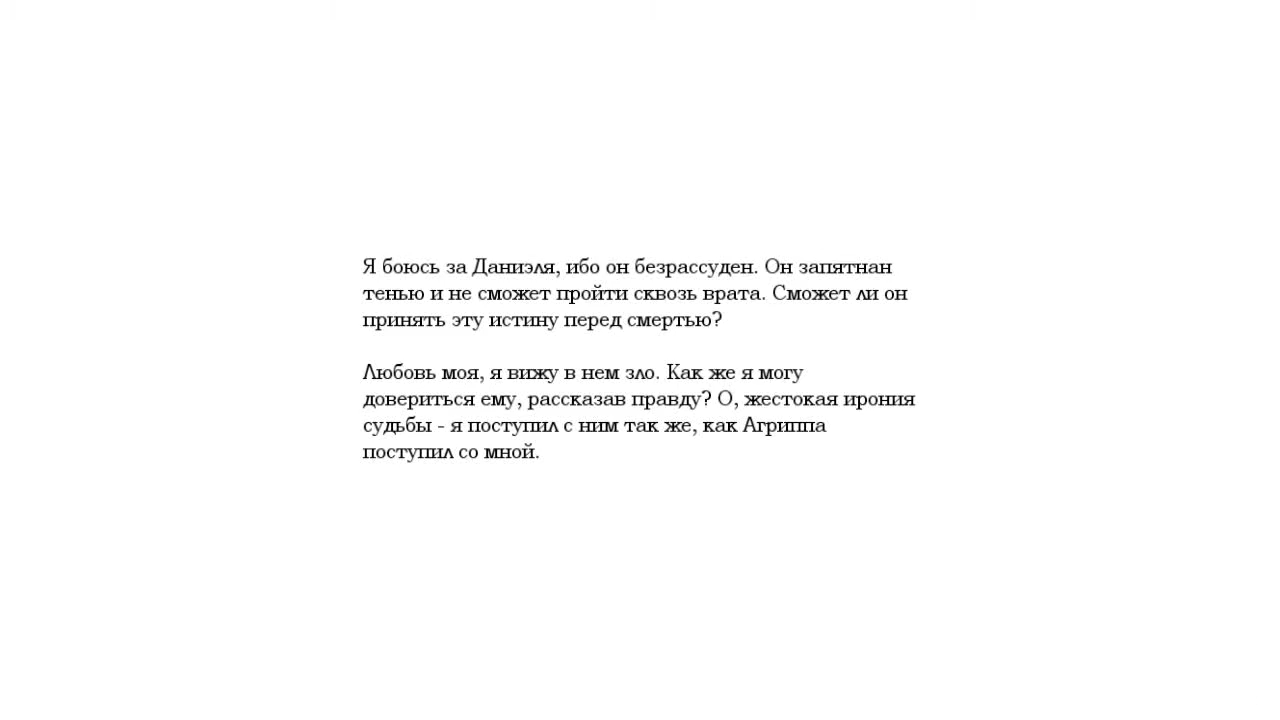 Я боюсь за Даниэля, ибо он безрассуден. Он запятнан
тенью и не сможет пройти сквозь врата. Сможет ли он
принять эту истину перед смертью?
Любовь моя, я вижу в нем зло. Как же я могу
довериться ему, рассказав правду? О, жестокая ирония
судьбы - я поступил с ним так же, как Агриппа
поступил со мной.